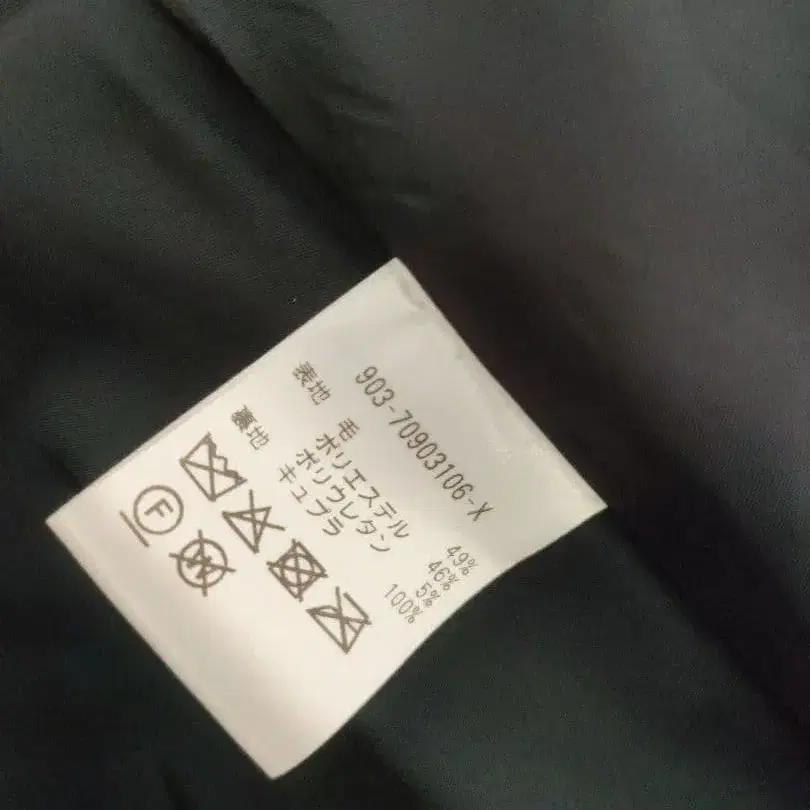 903-70903106-X
表地 毛 49%
ポリエステル 46%
ポリウレタン 5%
裏地 キュプラ 100%
F
W